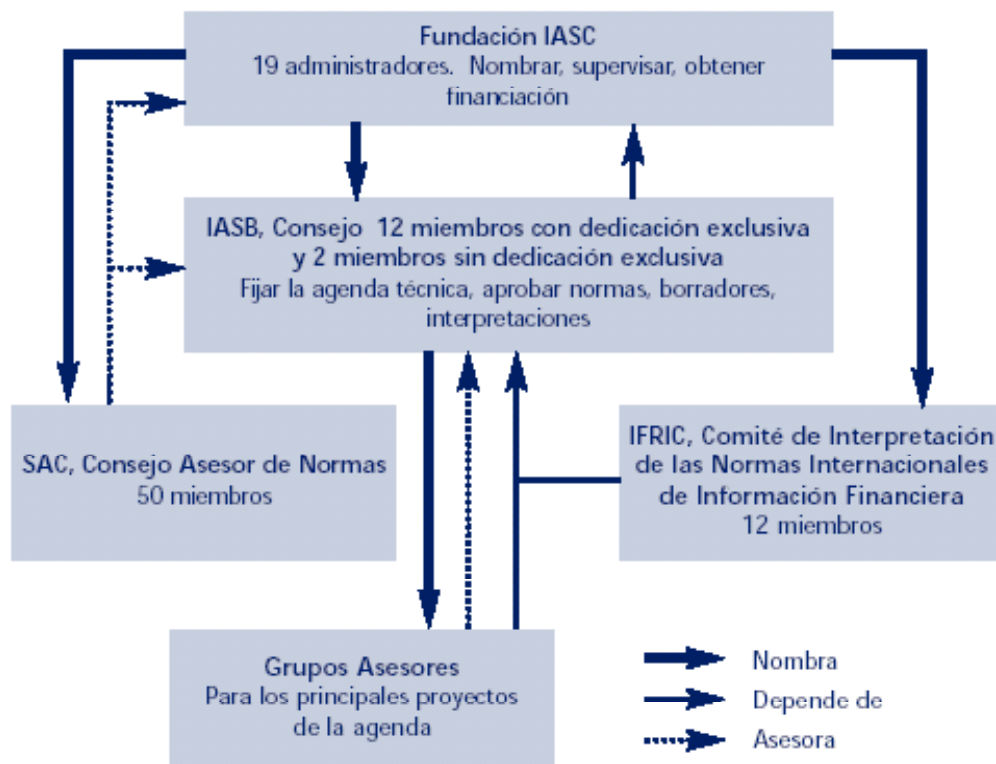 Fundación IASC
19 administradores. Nombrar, supervisar, obtener
financiación
IASB, Consejo 12 miembros con dedicación exclusiva
y 2 miembros sin dedicación exclusiva
Fijar la agenda técnica, aprobar normas, borradores,
interpretaciones
SAC, Consejo Asesor de Normas
50 miembros
IFRIC, Comité de Interpretación
de las Normas Internacionales
de Información Financiera
12 miembros
Grupos Asesores
Para los principales proyectos
de la agenda
Nombra
Depende de
Asesora